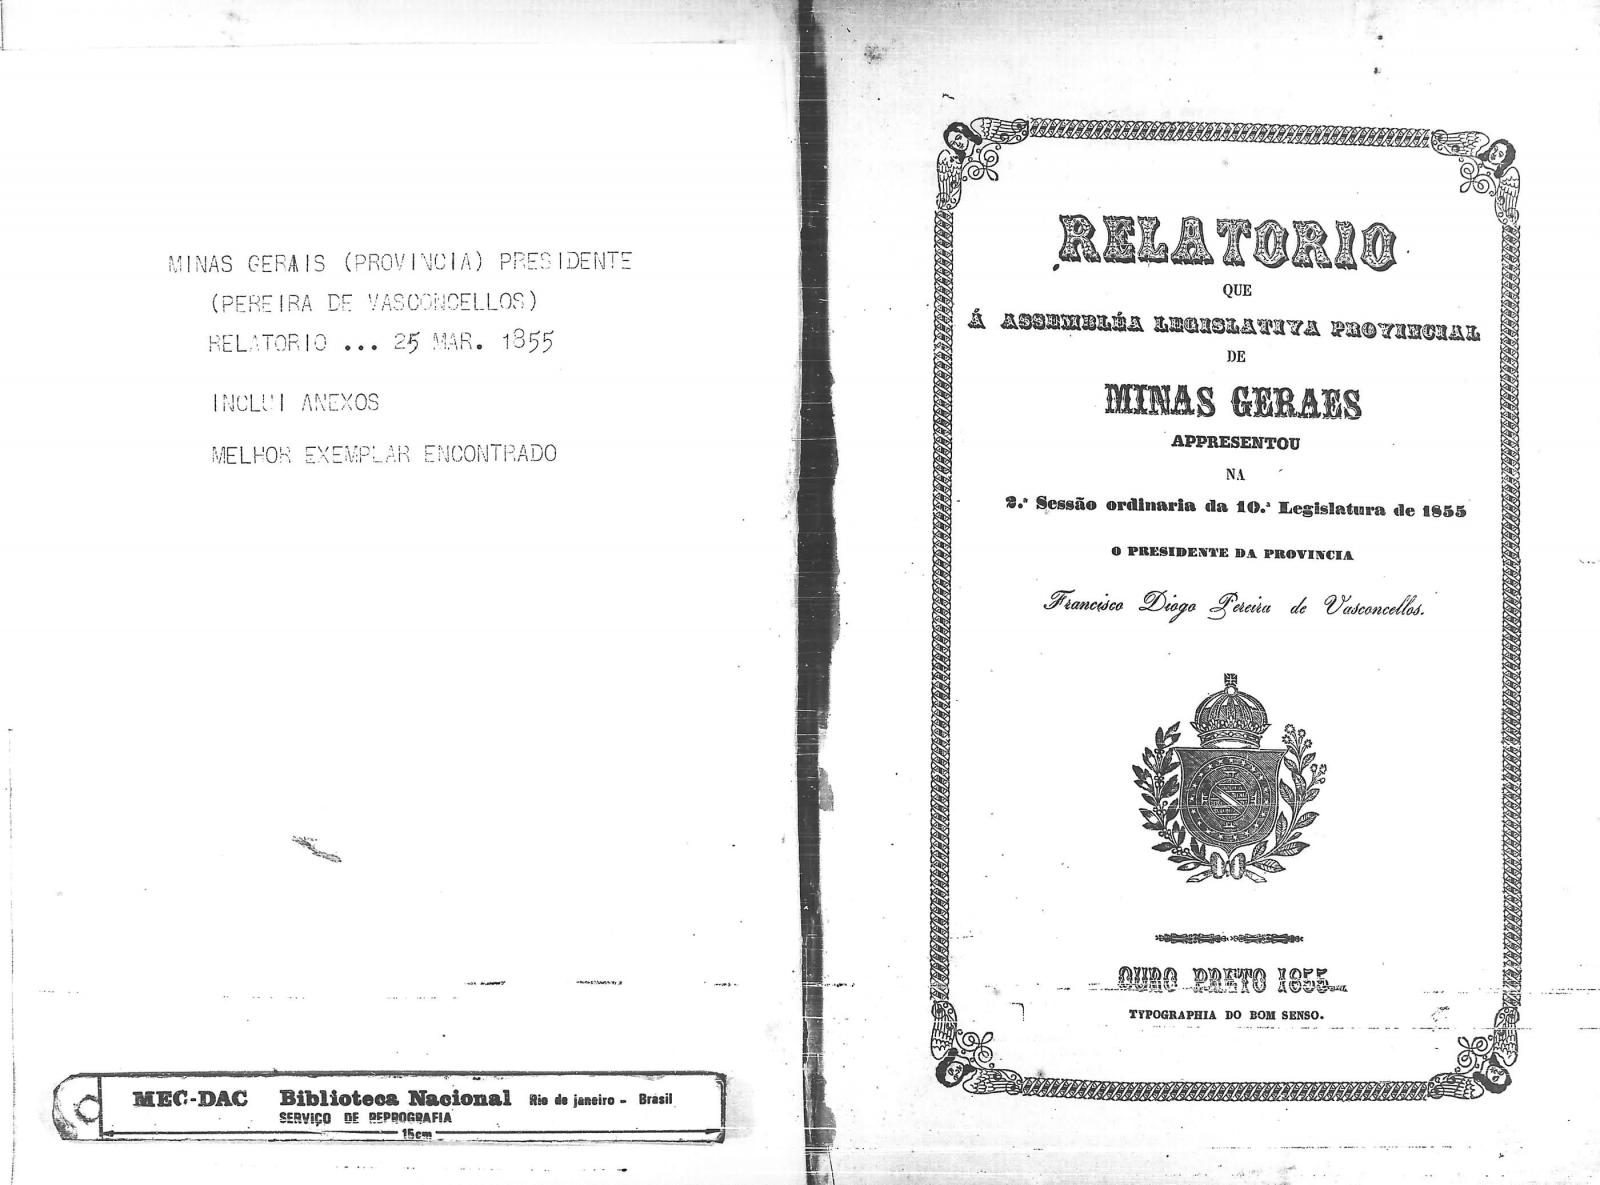 MINAS GERAIS (PROVINCIA) PRESIDENTE
(PEREIRA DE VASCONCELLOS)
RELATORIO ... 25 MAR. 1855
INCLUI ANEXOS
MELHOR EXEMPLAR ENCONTRADO
MEC-DAC Biblioteca Nacional Rio de janeiro - Brasil
SERVIÇO DE REPROGRAFIA
15cm
RELATORIO
QUE
Á ASSEMBLÉA LEGISLATIVA PROVINCIAL
DE
MINAS GERAES
APPRESENTOU
NA
2.ª Sessão ordinaria da 10.ª Legislatura de 1855
O PRESIDENTE DA PROVINCIA
Francisco Diogo Pereira de Vasconcellos.
OURO PRETO 1855.
TYPOGRAPHIA DO BOM SENSO.